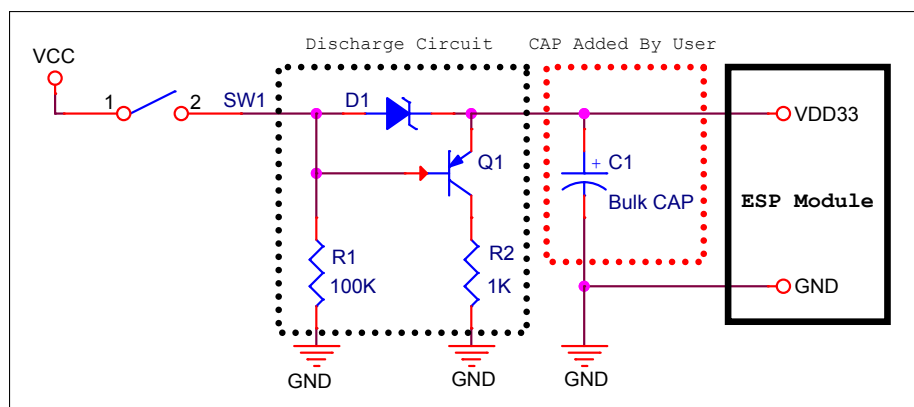 Discharge Circuit
CAP Added By User
VCC
1
2
SW1
D1
VDD33
Q1
+
C1
Bulk CAP
ESP Module
R1
100K
R2
1K
GND
GND
GND
GND